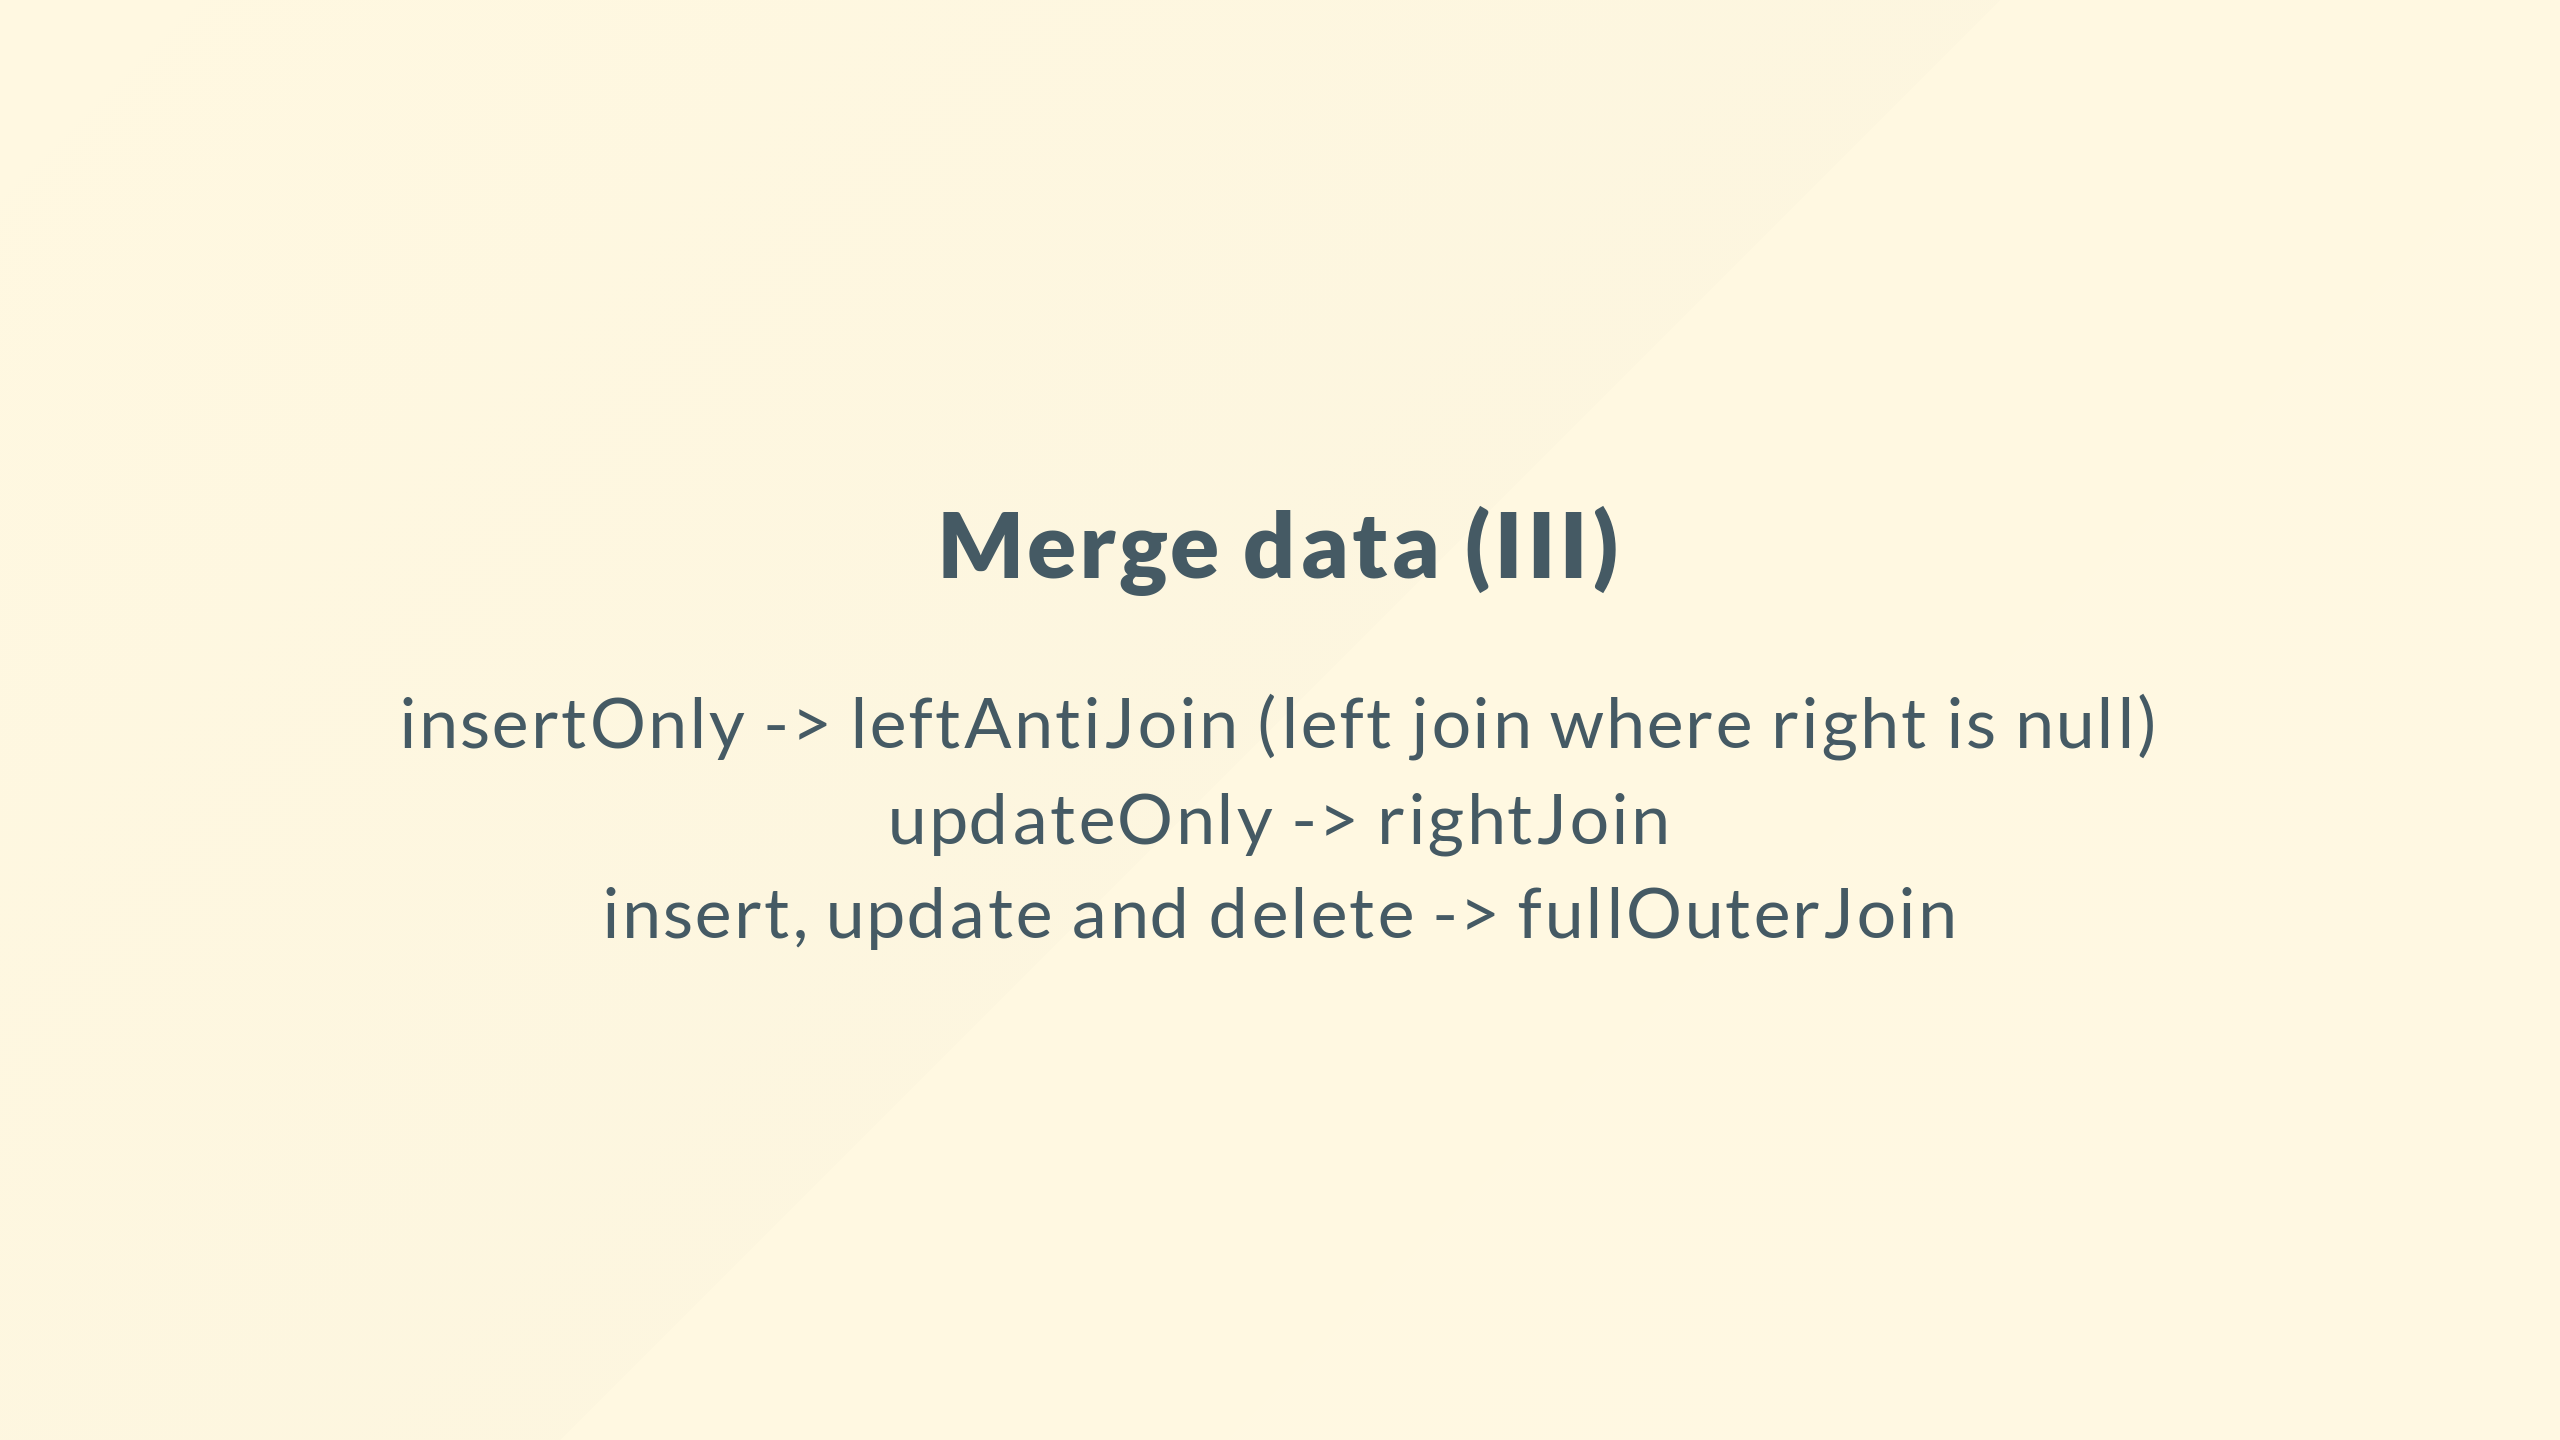 Merge data (III)
insertOnly -> leftAntiJoin (left join where right is null)
updateOnly -> rightJoin
insert, update and delete -> fullOuterJoin